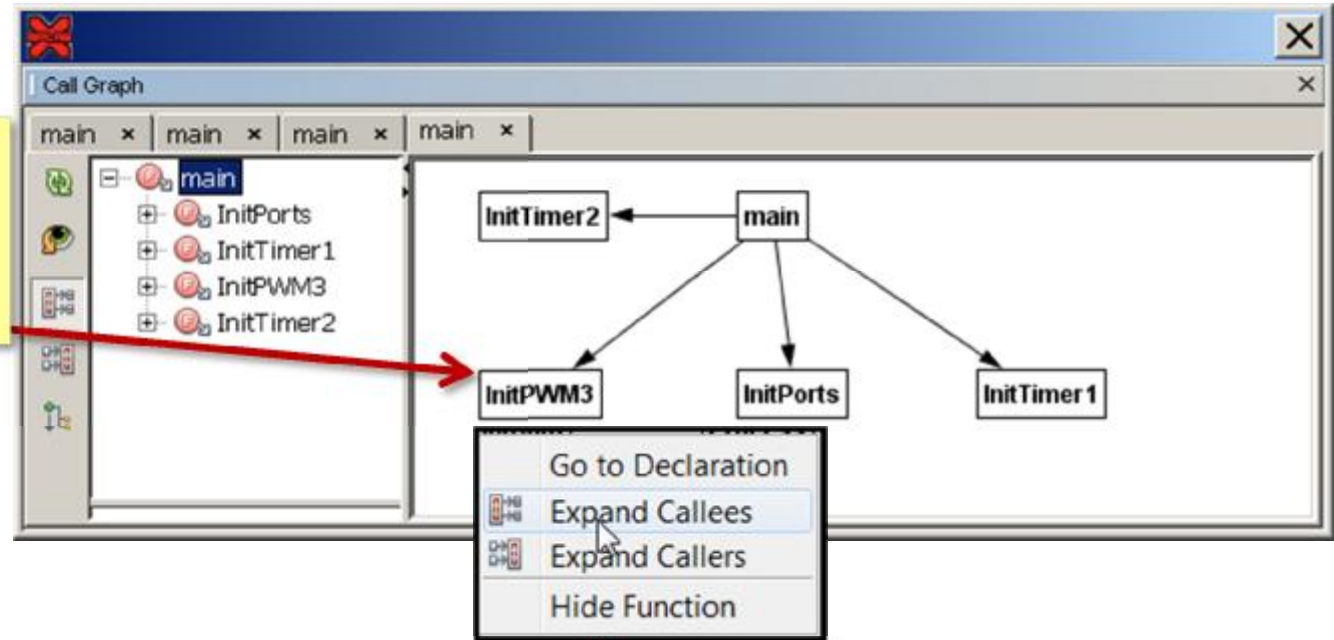 Call Graph
main
main
main
main
main
InitPorts
InitTimer1
InitPWM3
InitTimer2
InitTimer2
main
InitPWM3
InitPorts
InitTimer1
Go to Declaration
Expand Callees
Expand Callers
Hide Function